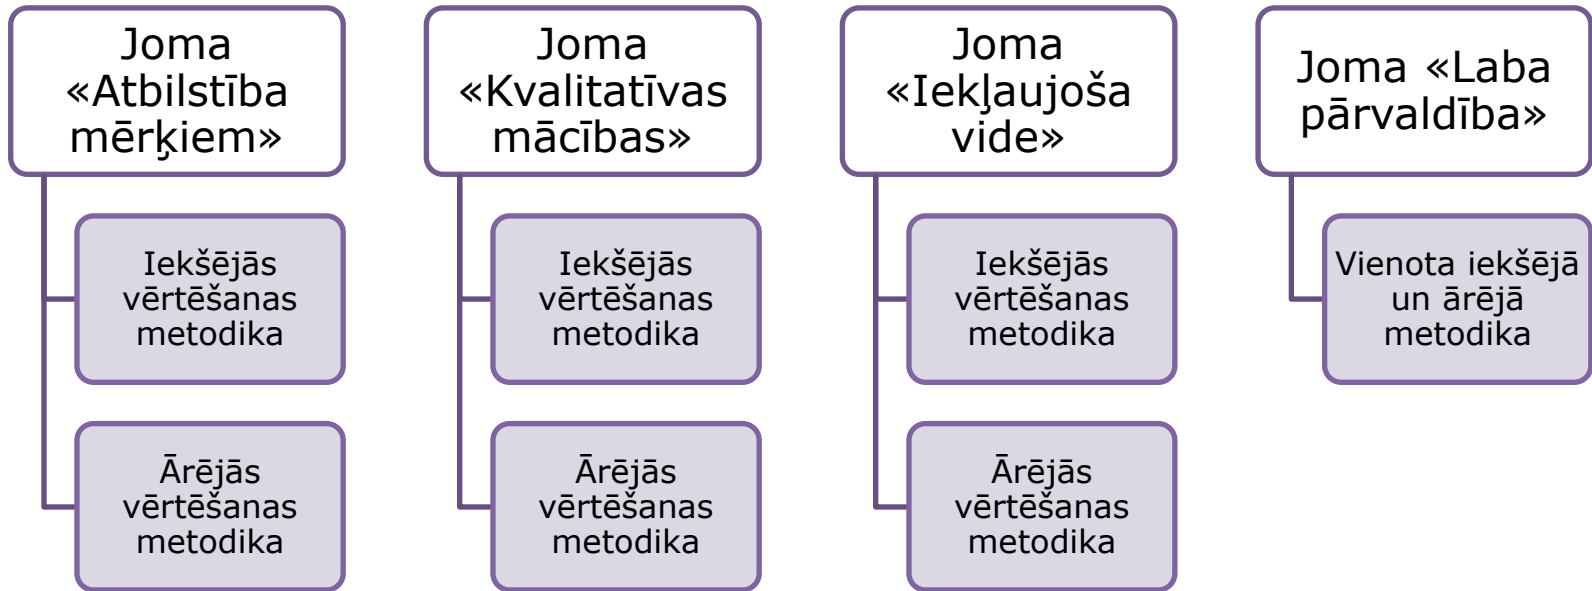 Joma
«Atbilstība
mērķiem»
Iekšējās
vērtēšanas
metodika
Ārējās
vērtēšanas
metodika
Joma
«Kvalitatīvas
mācības»
Iekšējās
vērtēšanas
metodika
Ārējās
vērtēšanas
metodika
Joma
«Iekļaujoša
vide»
Iekšējās
vērtēšanas
metodika
Ārējās
vērtēšanas
metodika
Joma «Laba
pārvaldība»
Vienota iekšējā
un ārējā
metodika